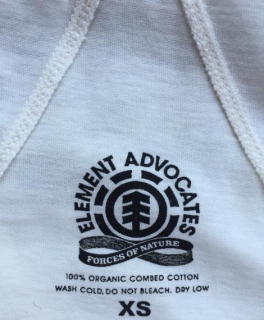 ELEMENT ADVOCATES
FORCES OF NATURE
100% ORGANIC COMBED COTTON
WASH COLD, DO NOT BLEACH, DRY LOW
XS